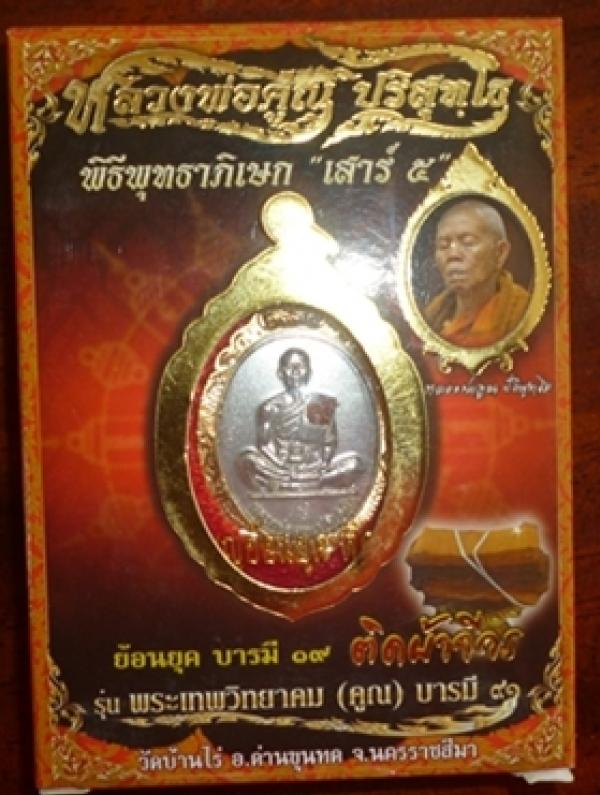 หลวงพ่อคูณ ปริสุทฺโธ
พิธีพุทธาภิเษก "เสาร์ ๕"
ย้อนยุค บารมี ๑๙ ติดผ้าจีวร
รุ่น พระเทพวิทยาคม (คูณ) บารมี ๙๑
วัดบ้านไร่ อ.ด่านขุนทด จ.นครราชสีมา